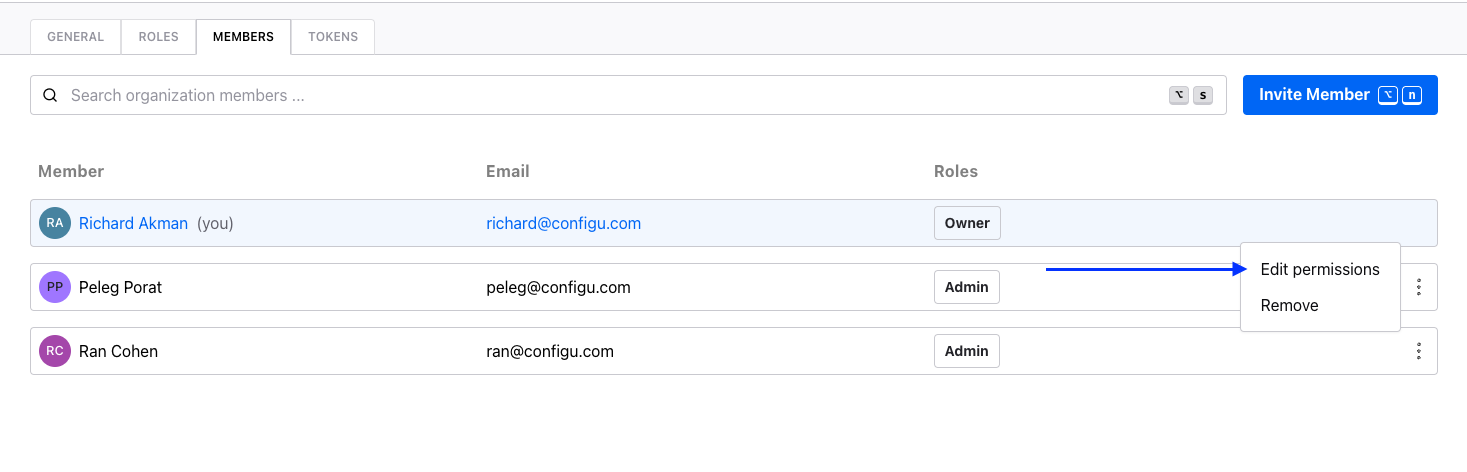 GENERAL ROLES MEMBERS TOKENS
Search organization members ... ⌥ s Invite Member ⌥ n
Member Email Roles
RA Richard Akman (you) richard@configu.com Owner
Edit permissions
PP Peleg Porat peleg@configu.com Admin
Remove
RC Ran Cohen ran@configu.com Admin